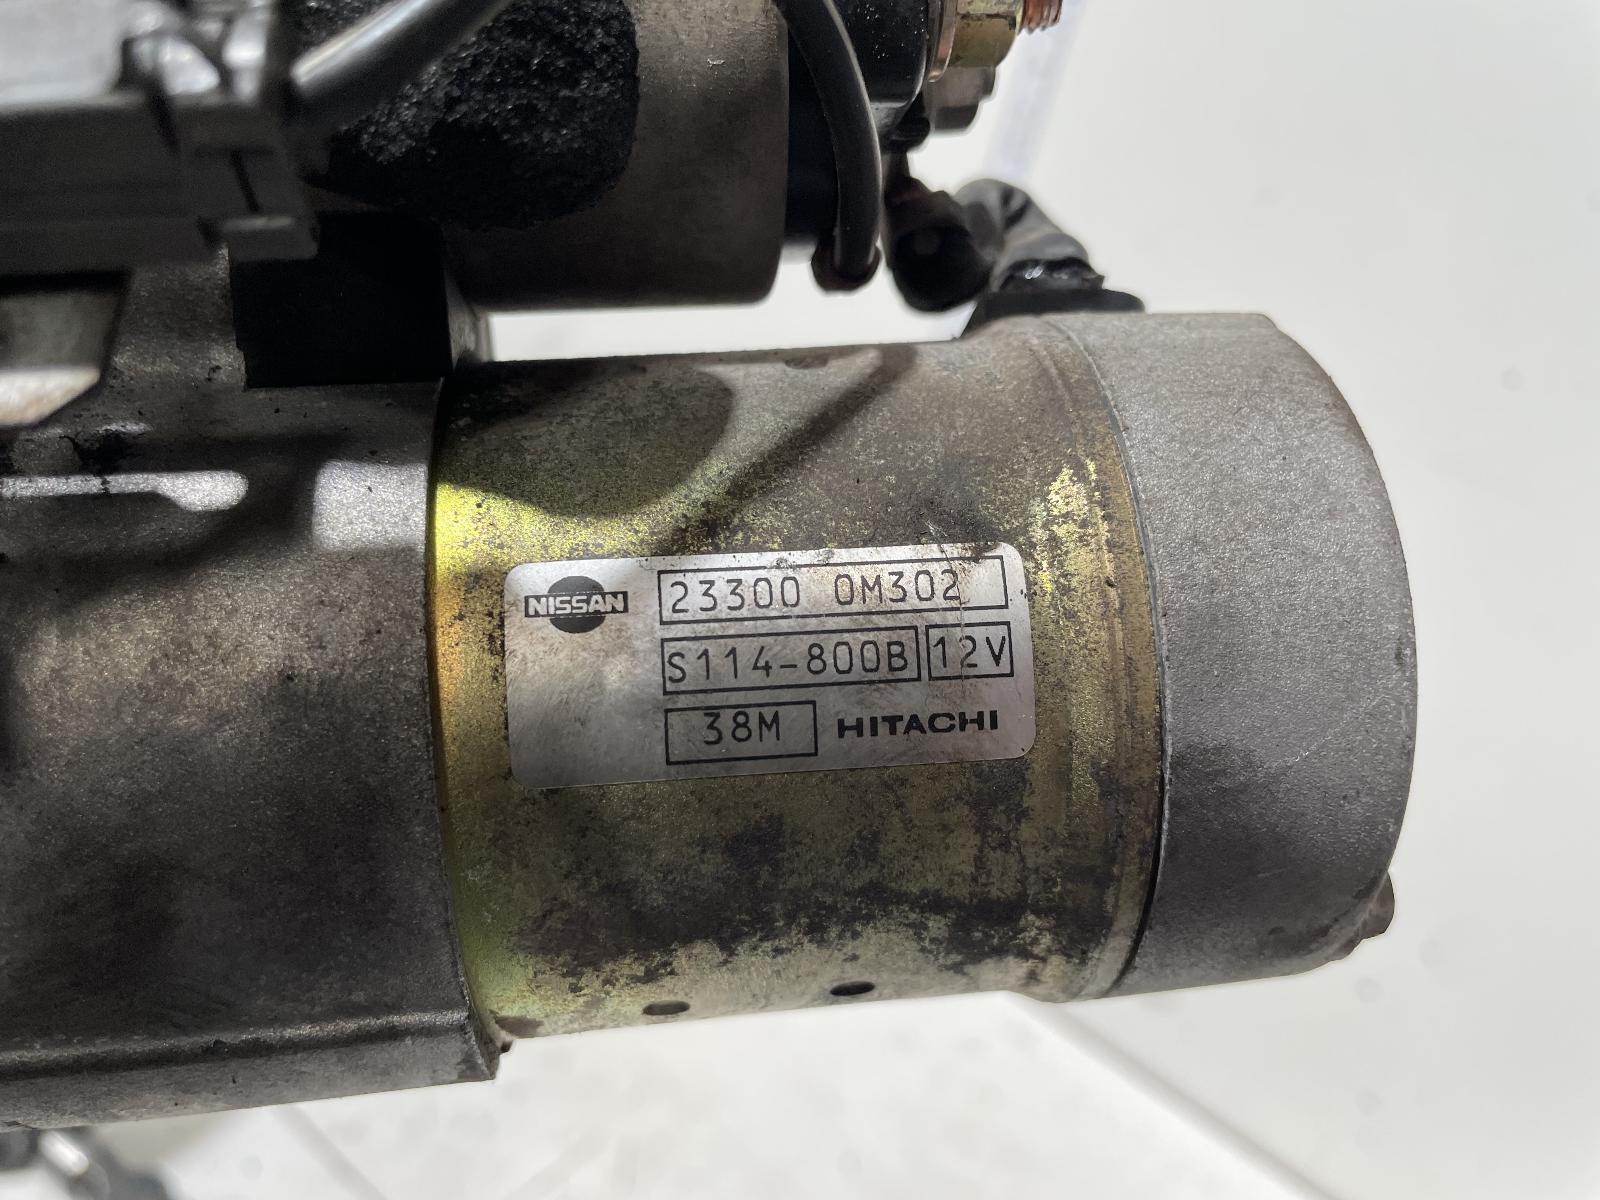 NISSAN
23300 0M302
S114-800B 12V
38M HITACHI